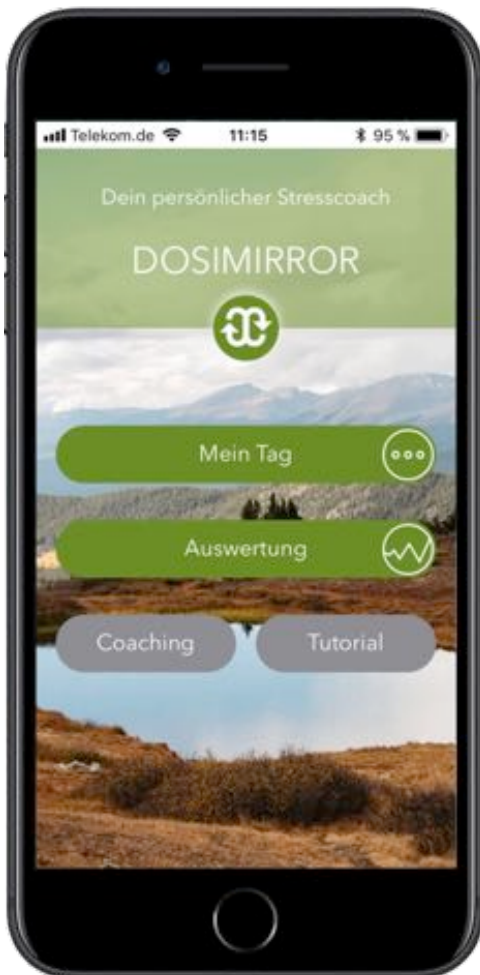 Telekom.de 11:15 95 %
Dein persönlicher Stresscoach
DOSIMIRROR
Mein Tag
Auswertung
Coaching
Tutorial